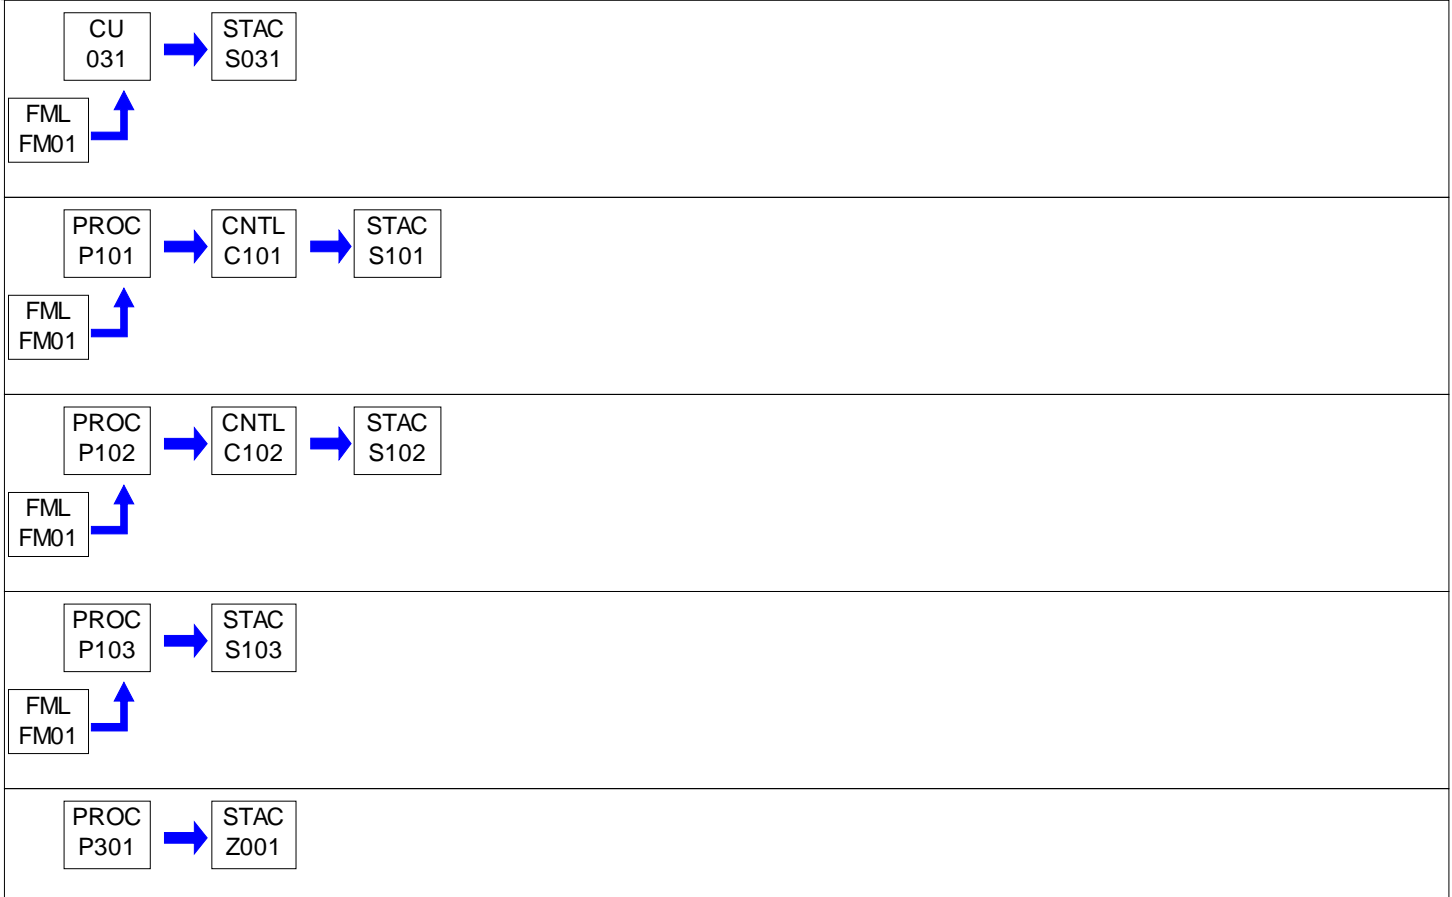 CU
031
STAC
S031
FML
FM01
PROC
P101
CNTL
C101
STAC
S101
FML
FM01
PROC
P102
CNTL
C102
STAC
S102
FML
FM01
PROC
P103
STAC
S103
FML
FM01
PROC
P301
STAC
Z001